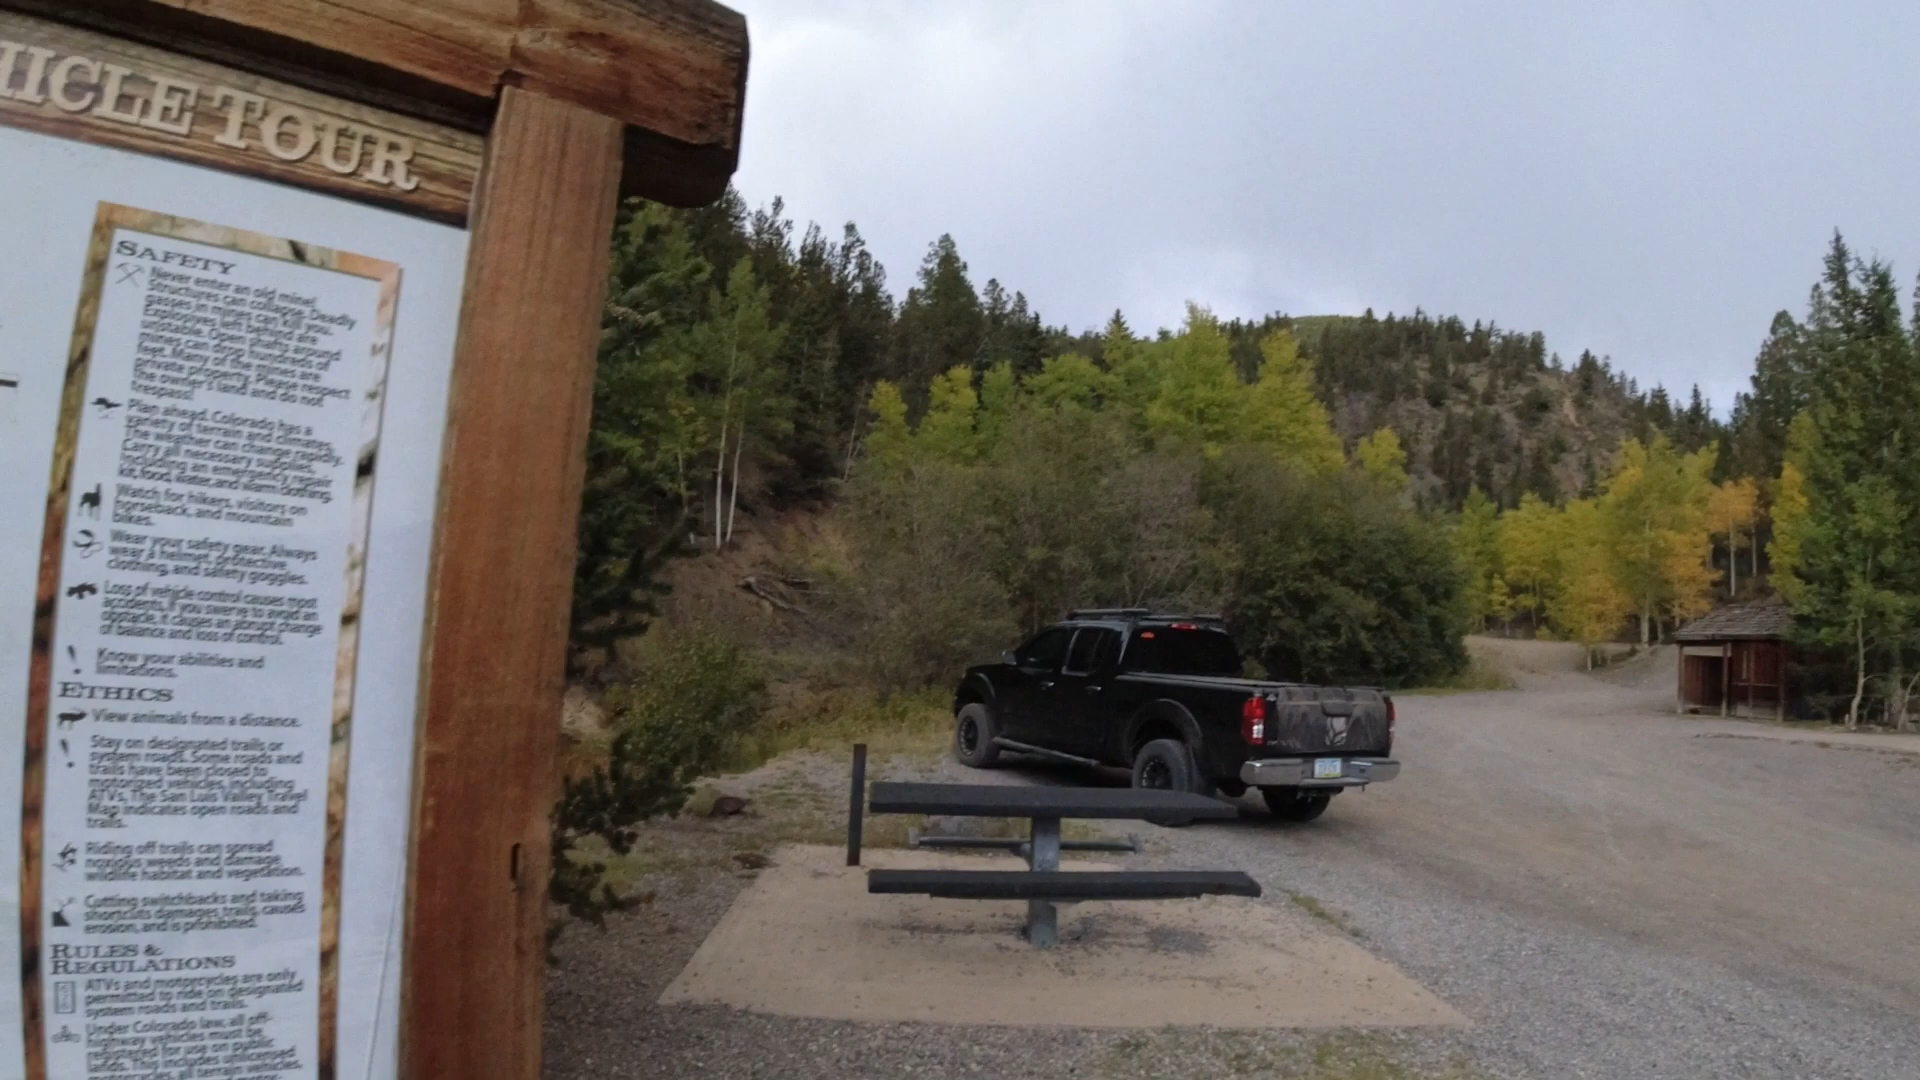 HICLE TOUR
SAFETY
Never enter an old mine!
Structures can collapse. Deadly
gasses in mines can kill you.
Explosives left behind are
unstable. Open shafts around
mines can drop hundreds of
feet. Many of the mines are
private property. Please respect
the owner's land and do not
trespass!
Plan ahead. Colorado has a
variety of terrain and climates.
The weather can change rapidly.
Carry all necessary supplies,
including an emergency repair
kit, food, water, and warm clothing.
Watch for hikers, visitors on
horseback, and mountain
bikes.
Wear your safety gear. Always
wear a helmet, protective
clothing, and safety goggles.
Loss of vehicle control causes most
accidents. If you swerve to avoid an
obstacle, it causes an abrupt change
of balance and loss of control.
Know your abilities and
limitations.
ETHICS
View animals from a distance.
Stay on designated trails or
system roads. Some roads and
trails have been closed to
motorized vehicles, including
ATVs. The San Luis Valley Travel
Map indicates open roads and
trails.
Riding off trails can spread
noxious weeds and damage
wildlife habitat and vegetation.
Cutting switchbacks and taking
shortcuts damages trails, causes
erosion, and is prohibited.
RULES &
REGULATIONS
ATVs and motorcycles are only
permitted to ride on designated
system roads and trails.
Under Colorado law, all off-
highway vehicles must be
registered for use on public
lands. This includes unlicensed
motorcycles, all terrain vehicles,